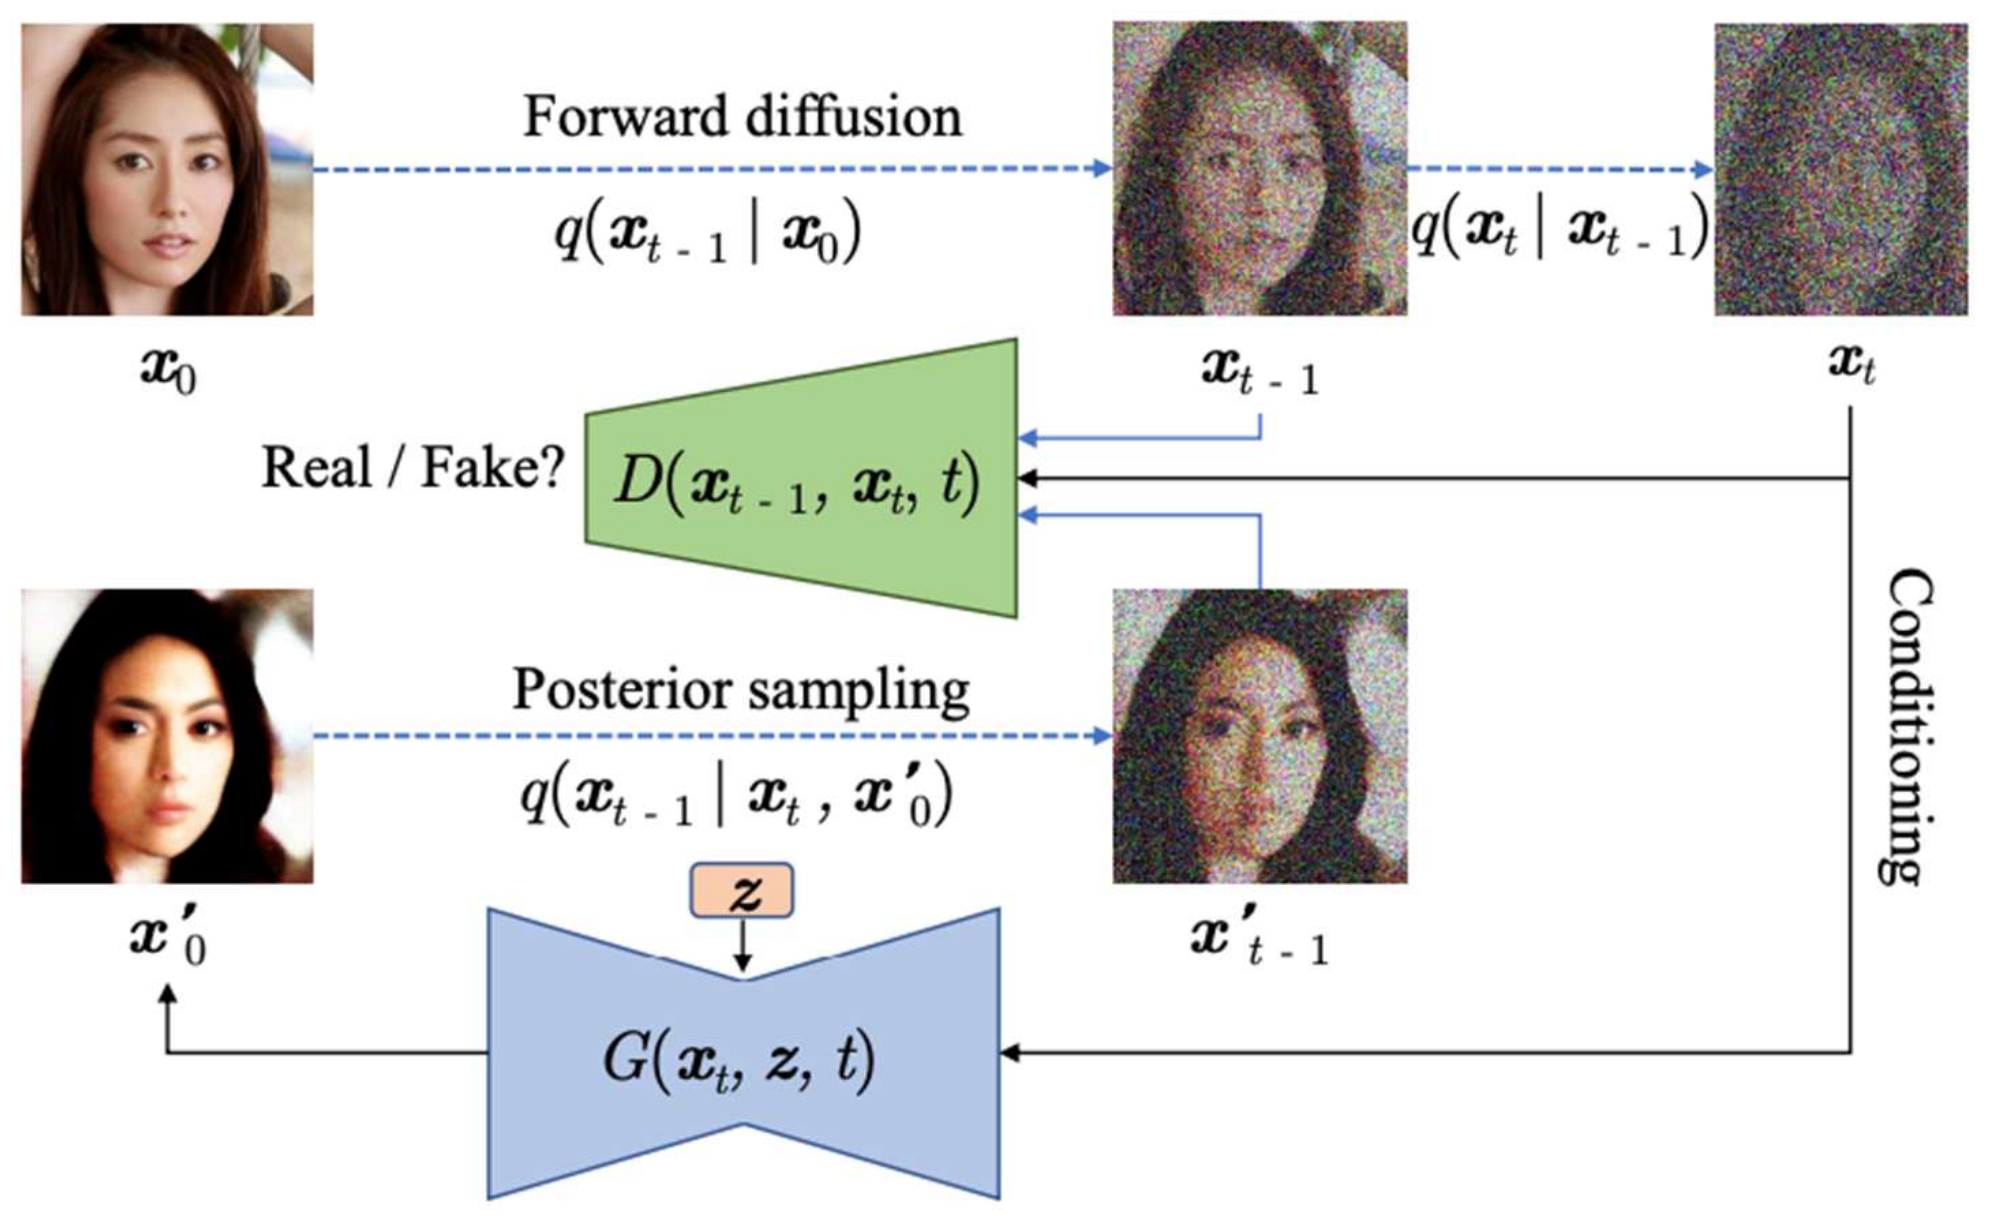 Forward diffusion
q(x_{t - 1} | x_0)
q(x_t | x_{t - 1})
x_0
x_{t - 1}
x_t
Real / Fake?
D(x_{t - 1}, x_t, t)
Conditioning
Posterior sampling
q(x_{t - 1} | x_t , x'_0)
z
x'_0
x'_{t - 1}
G(x_t, z, t)